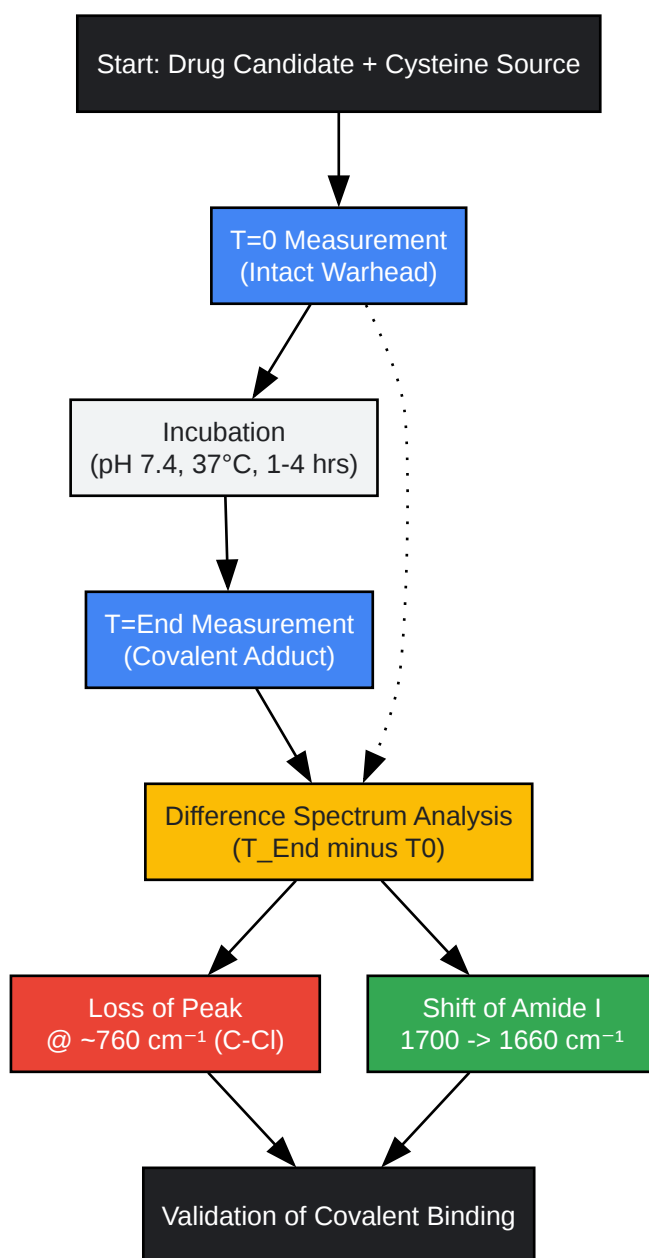 Start: Drug Candidate + Cysteine Source
T=0 Measurement
(Intact Warhead)
Incubation
(pH 7.4, 37°C, 1-4 hrs)
T=End Measurement
(Covalent Adduct)
Difference Spectrum Analysis
(T_End minus T0)
Loss of Peak
@ ~760 cm⁻¹ (C-Cl)
Shift of Amide I
1700 -> 1660 cm⁻¹
Validation of Covalent Binding